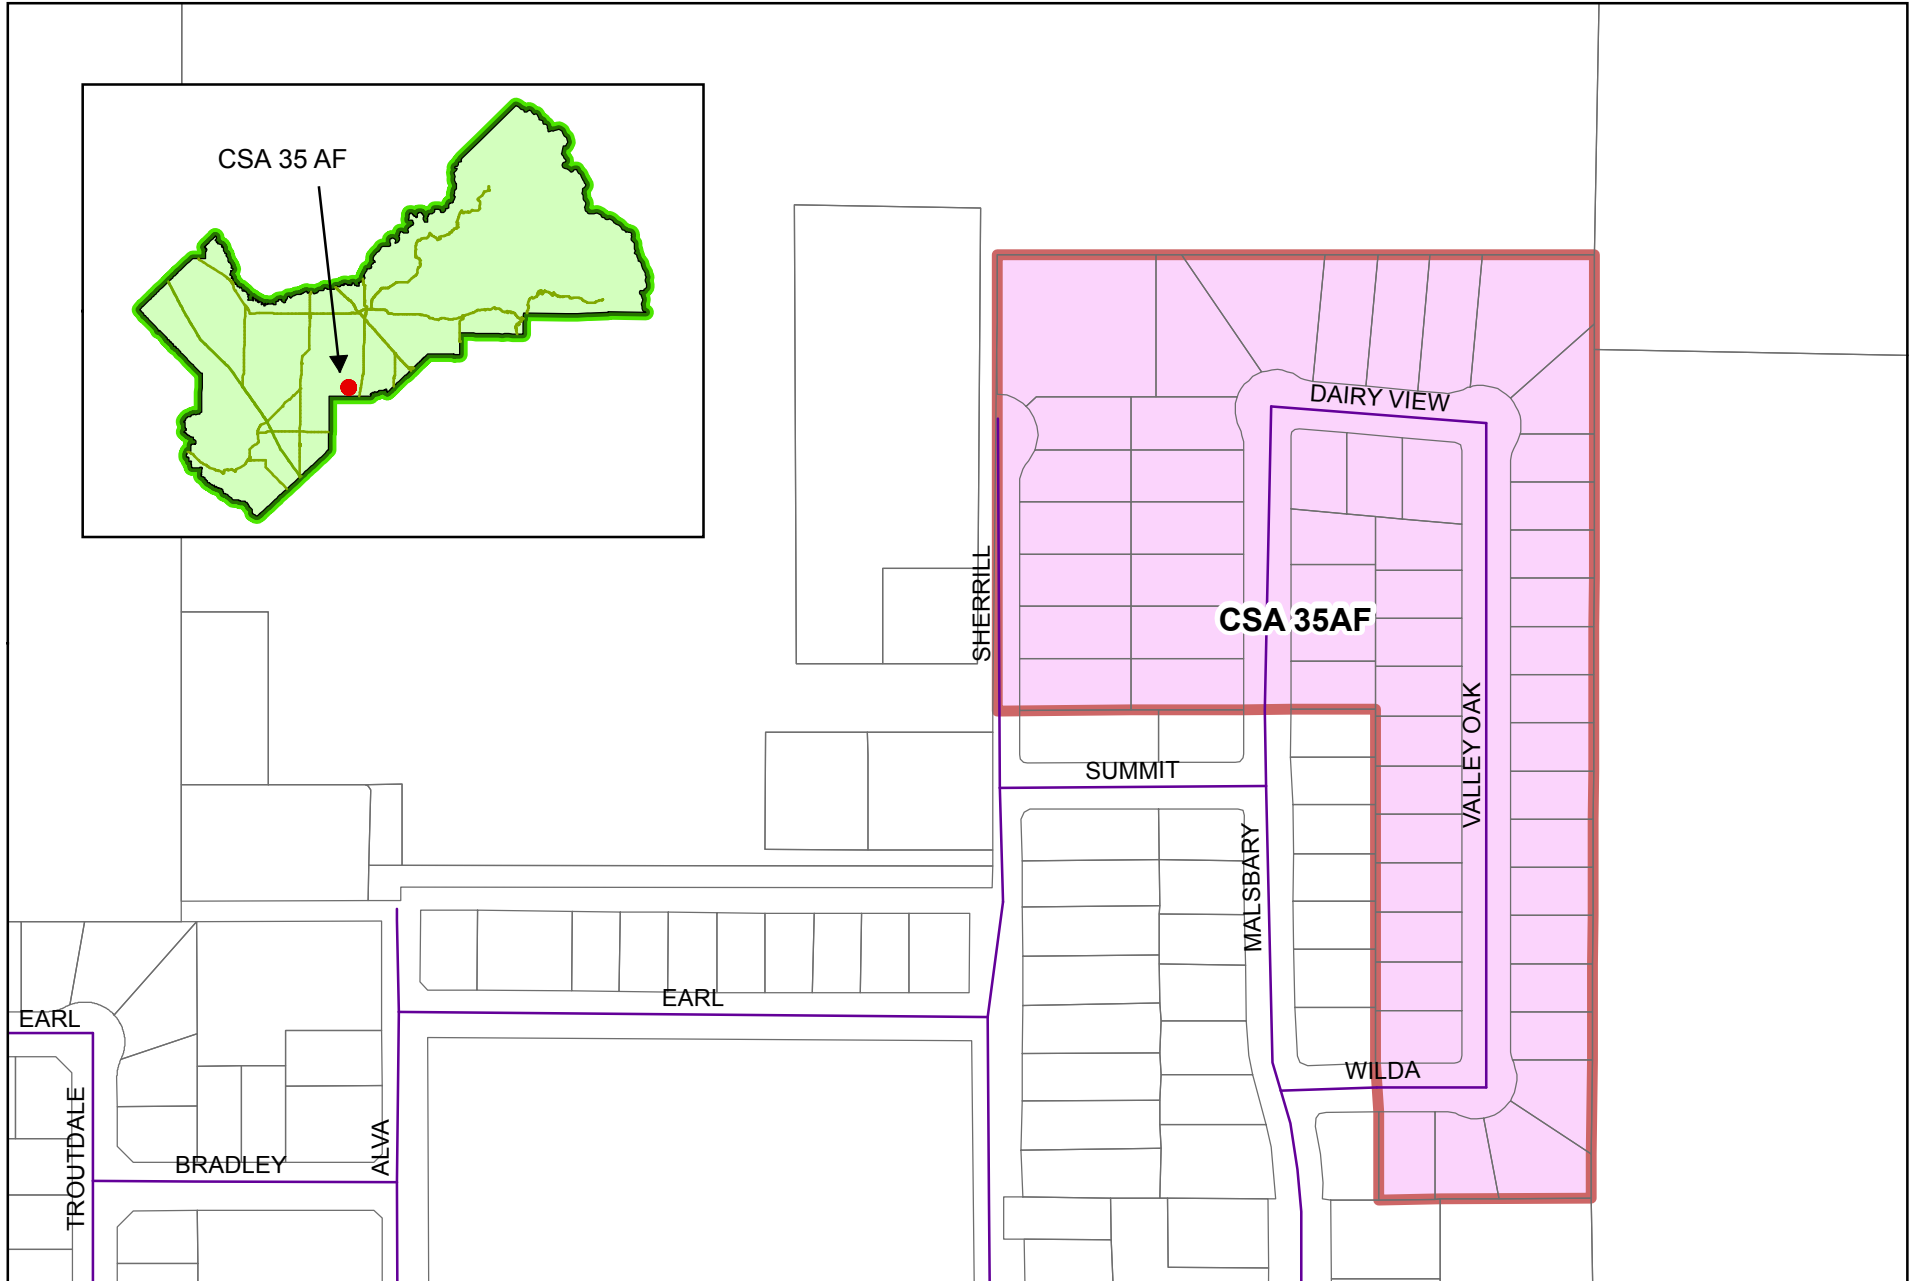 CSA 35 AF
DAIRY VIEW
SHERRILL
CSA 35AF
VALLEY OAK
SUMMIT
MALSBARY
EARL
EARL
WILDA
TROUTDALE
ALVA
BRADLEY